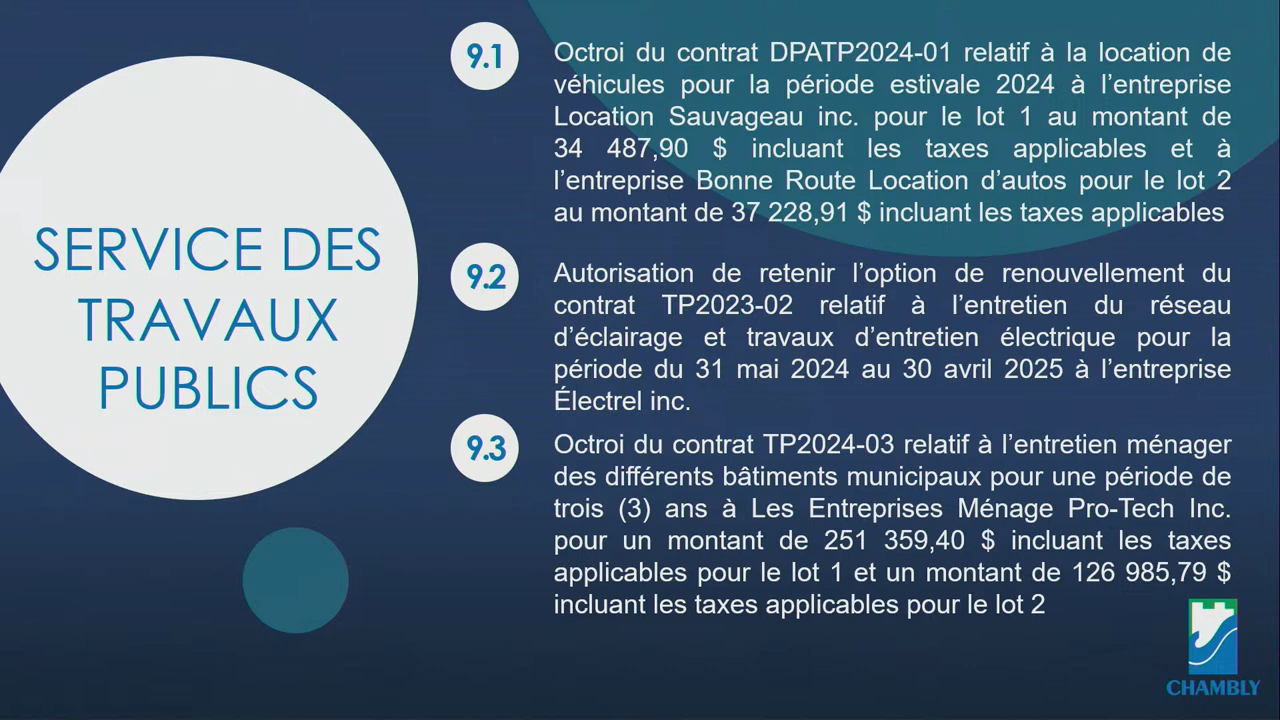 SERVICE DES
TRAVAUX
PUBLICS
9.1
Octroi du contrat DPATP2024-01 relatif à la location de
véhicules pour la période estivale 2024 à l’entreprise
Location Sauvageau inc. pour le lot 1 au montant de
34 487,90 $ incluant les taxes applicables et à
l’entreprise Bonne Route Location d’autos pour le lot 2
au montant de 37 228,91 $ incluant les taxes applicables
9.2
Autorisation de retenir l’option de renouvellement du
contrat TP2023-02 relatif à l’entretien du réseau
d’éclairage et travaux d’entretien électrique pour la
période du 31 mai 2024 au 30 avril 2025 à l’entreprise
Électrel inc.
9.3
Octroi du contrat TP2024-03 relatif à l’entretien ménager
des différents bâtiments municipaux pour une période de
trois (3) ans à Les Entreprises Ménage Pro-Tech Inc.
pour un montant de 251 359,40 $ incluant les taxes
applicables pour le lot 1 et un montant de 126 985,79 $
incluant les taxes applicables pour le lot 2
CHAMBLY